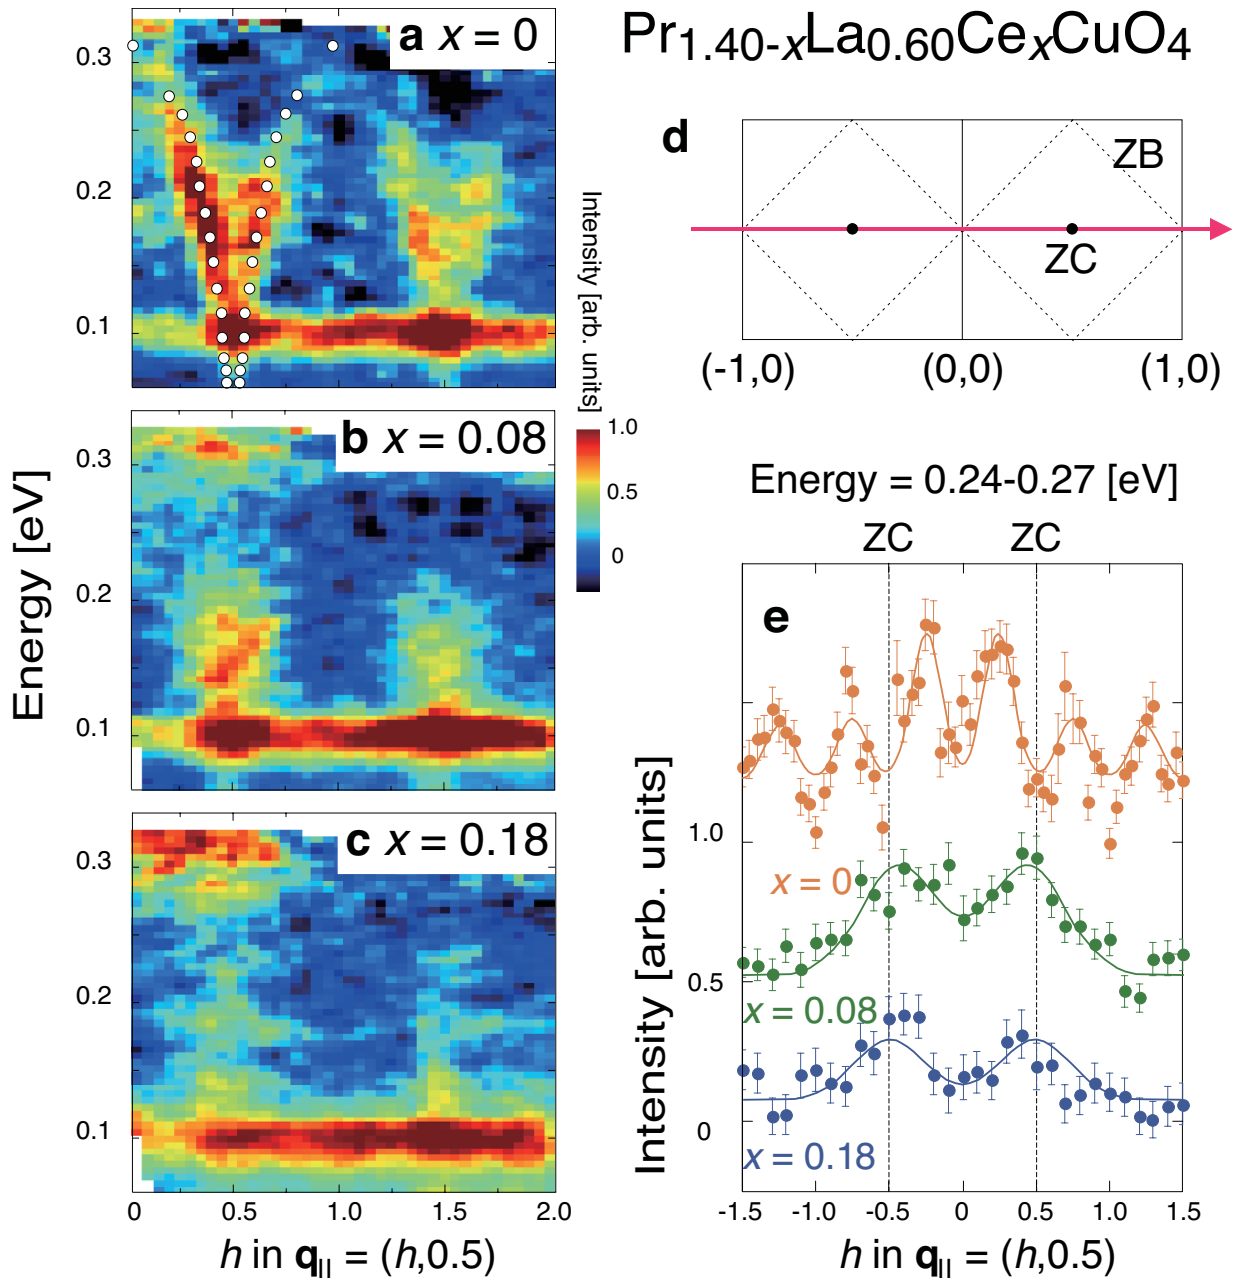 a x = 0
Pr1.40-xLa0.60CexCuO4
0.3
0.2
0.1
Intensity [arb. units]
1.0
0.5
0
d
ZB
ZC
(-1,0)
(0,0)
(1,0)
b x = 0.08
0.3
0.2
0.1
Energy [eV]
c x = 0.18
0.3
0.2
0.1
0
0.5
1.0
1.5
2.0
h in q|| = (h,0.5)
Energy = 0.24-0.27 [eV]
ZC
ZC
e
Intensity [arb. units]
1.0
0.5
0
x = 0
x = 0.08
x = 0.18
-1.5
-1.0
-0.5
0
0.5
1.0
1.5
h in q|| = (h,0.5)